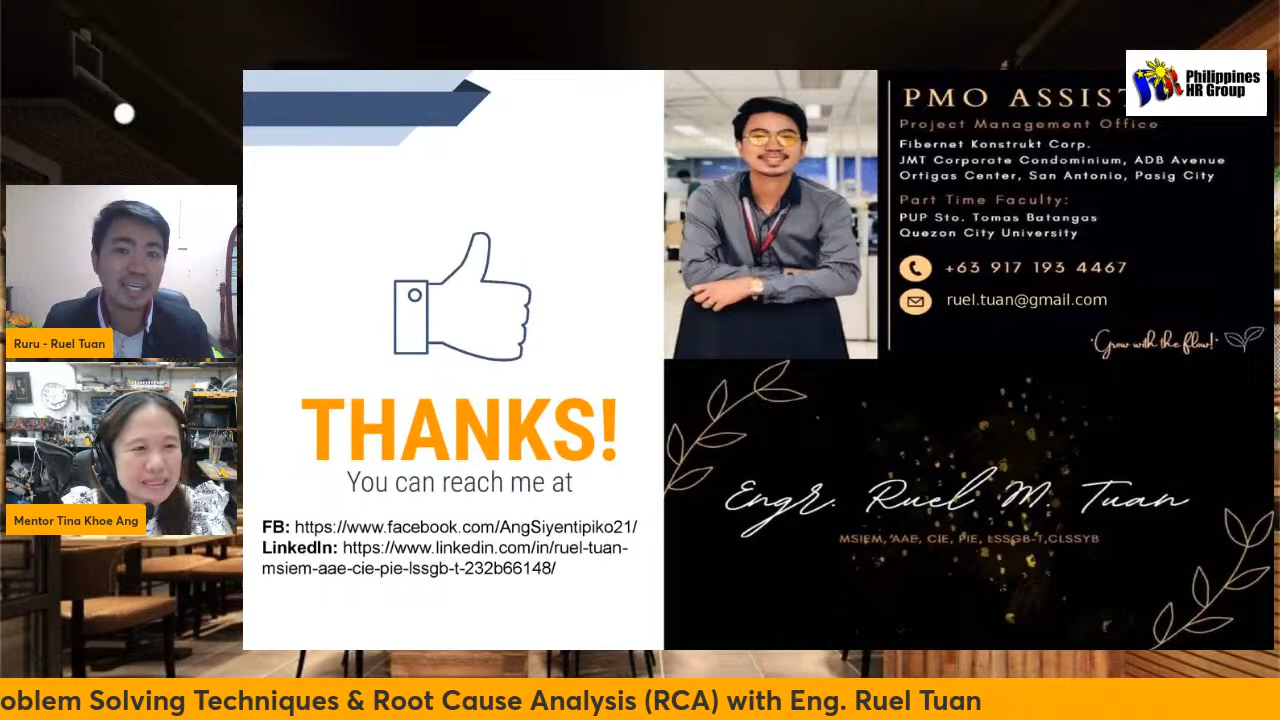 Philippines
HR Group
PMO ASSIST
Project Management Office
Fibernet Konstrukt Corp.
JMT Corporate Condominium, ADB Avenue
Ortigas Center, San Antonio, Pasig City
Part Time Faculty:
PUP Sto. Tomas Batangas
Quezon City University
+63 917 193 4467
ruel.tuan@gmail.com
"Grow with the flow!"
Ruru - Ruel Tuan
Mentor Tina Khoe Ang
THANKS!
You can reach me at
FB: https://www.facebook.com/AngSiyentipiko21/
LinkedIn: https://www.linkedin.com/in/ruel-tuan-
msiem-aae-cie-pie-lssgb-t-232b66148/
Engr. Ruel M. Tuan
MSIEM, AAE, CIE, PIE, LSSGB-T,CLSSYB
oblem Solving Techniques & Root Cause Analysis (RCA) with Eng. Ruel Tuan